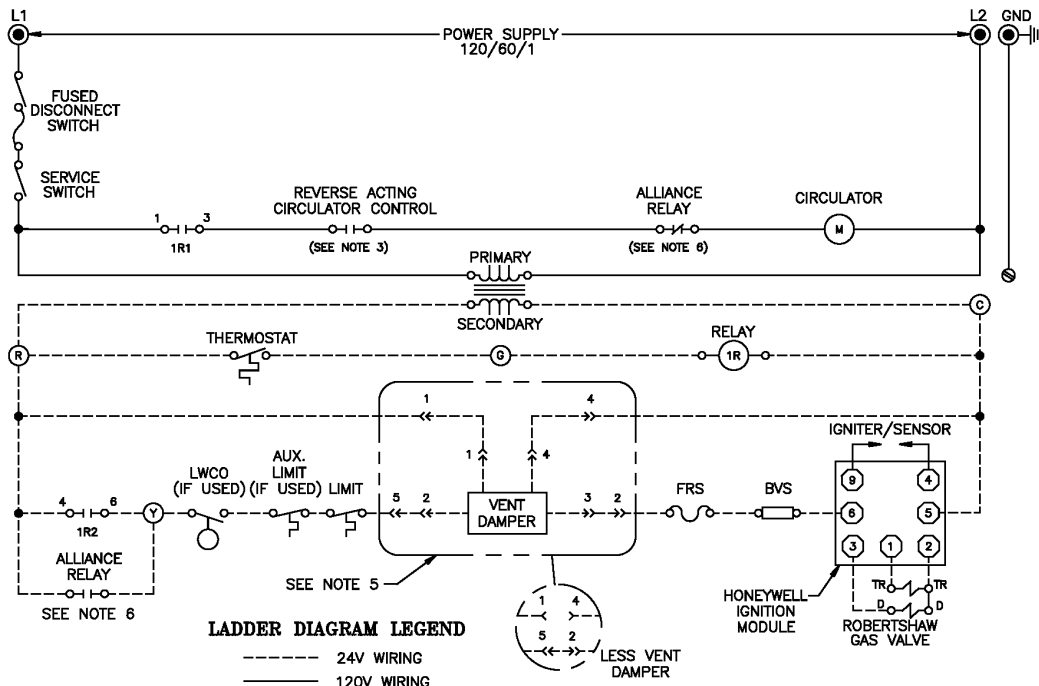 L1
L2 GND
POWER SUPPLY
120/60/1
FUSED
DISCONNECT
SWITCH
SERVICE
SWITCH
REVERSE ACTING
CIRCULATOR CONTROL
ALLIANCE
RELAY
CIRCULATOR
1 3
M
1R1
(SEE NOTE 3)
(SEE NOTE 6)
PRIMARY
SECONDARY
C
THERMOSTAT
RELAY
R
G
1R
1
4
1
4
IGNITER/SENSOR
9
4
LWCO
(IF USED)
AUX.
LIMIT
(IF USED)
LIMIT
5 2
VENT
DAMPER
3 2
FRS
BVS
6
5
4 6
Y
1R2
3
1
2
ALLIANCE
RELAY
SEE NOTE 6
SEE NOTE 5
TR TR
D D
HONEYWELL
IGNITION
MODULE
ROBERTSHAW
GAS VALVE
1 4
5 2
LESS VENT
DAMPER
LADDER DIAGRAM LEGEND
24V WIRING
120V WIRING